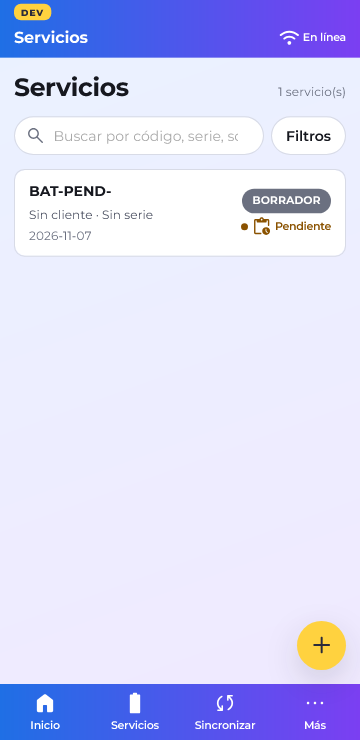 DEV
Servicios
En línea
Servicios
1 servicio(s)
Buscar por código, serie, sc
Filtros
BAT-PEND-
BORRADOR
Sin cliente · Sin serie
Pendiente
2026-11-07
Inicio
Servicios
Sincronizar
Más